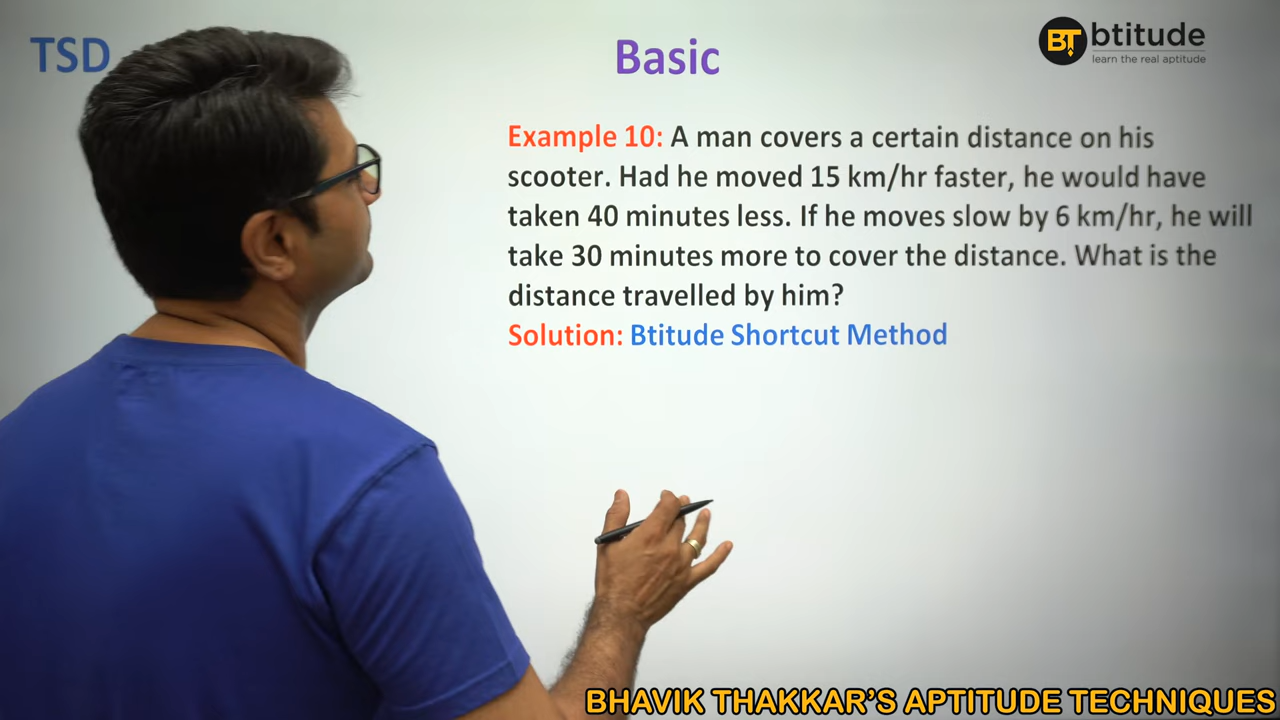 TSD
Basic
BT btitude
learn the real aptitude
Example 10: A man covers a certain distance on his
scooter. Had he moved 15 km/hr faster, he would have
taken 40 minutes less. If he moves slow by 6 km/hr, he will
take 30 minutes more to cover the distance. What is the
distance travelled by him?
Solution: Btitude Shortcut Method
BHAVIK THAKKAR'S APTITUDE TECHNIQUES